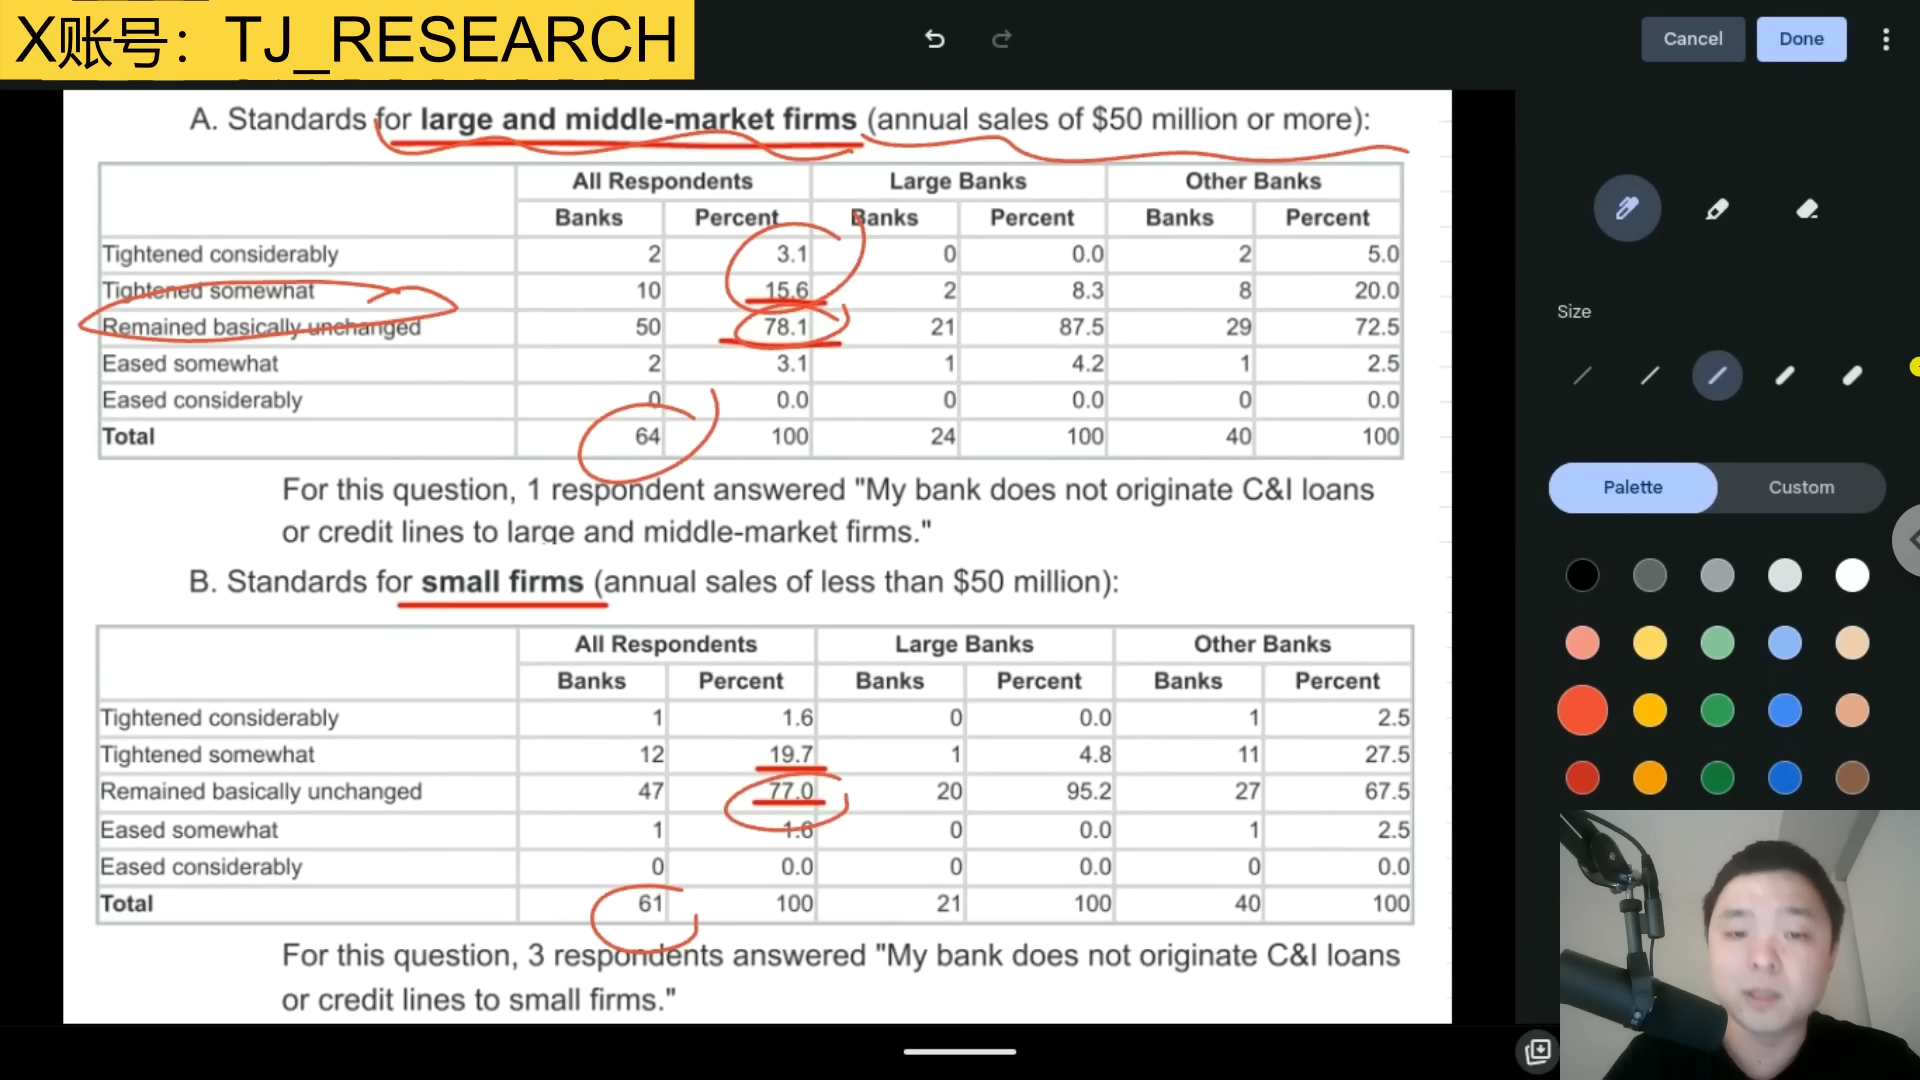 X账号：TJ_RESEARCH
Cancel
Done
A. Standards for large and middle-market firms (annual sales of $50 million or more):
All Respondents Large Banks Other Banks
Banks Percent Banks Percent Banks Percent
Tightened considerably 2 3.1 0 0.0 2 5.0
Tightened somewhat 10 15.6 2 8.3 8 20.0
Remained basically unchanged 50 78.1 21 87.5 29 72.5
Eased somewhat 2 3.1 1 4.2 1 2.5
Eased considerably 0 0.0 0 0.0 0 0.0
Total 64 100 24 100 40 100
For this question, 1 respondent answered "My bank does not originate C&I loans
or credit lines to large and middle-market firms."
B. Standards for small firms (annual sales of less than $50 million):
All Respondents Large Banks Other Banks
Banks Percent Banks Percent Banks Percent
Tightened considerably 1 1.6 0 0.0 1 2.5
Tightened somewhat 12 19.7 1 4.8 11 27.5
Remained basically unchanged 47 77.0 20 95.2 27 67.5
Eased somewhat 1 1.6 0 0.0 1 2.5
Eased considerably 0 0.0 0 0.0 0 0.0
Total 61 100 21 100 40 100
For this question, 3 respondents answered "My bank does not originate C&I loans
or credit lines to small firms."
Size
Palette
Custom